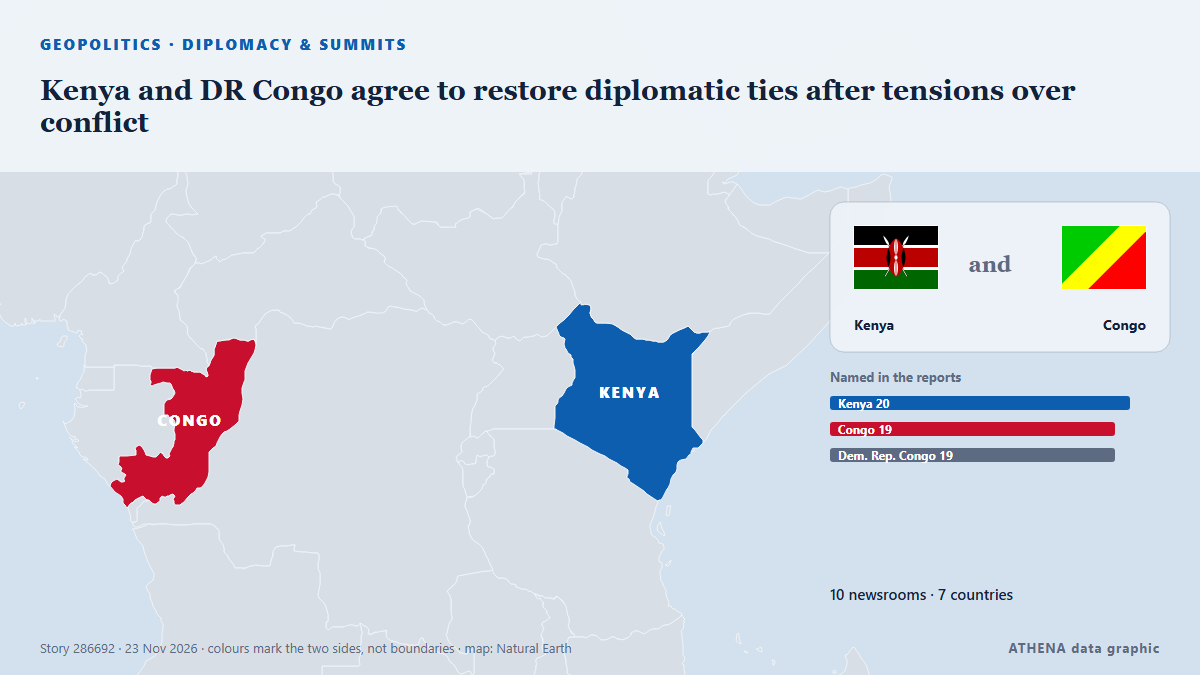 GEOPOLITICS · DIPLOMACY & SUMMITS
Kenya and DR Congo agree to restore diplomatic ties after tensions over
conflict
and
Kenya
Congo
Named in the reports
Kenya 20
Congo 19
Dem. Rep. Congo 19
KENYA
CONGO
10 newsrooms · 7 countries
Story 286692 · 23 Nov 2026 · colours mark the two sides, not boundaries · map: Natural Earth
ATHENA data graphic